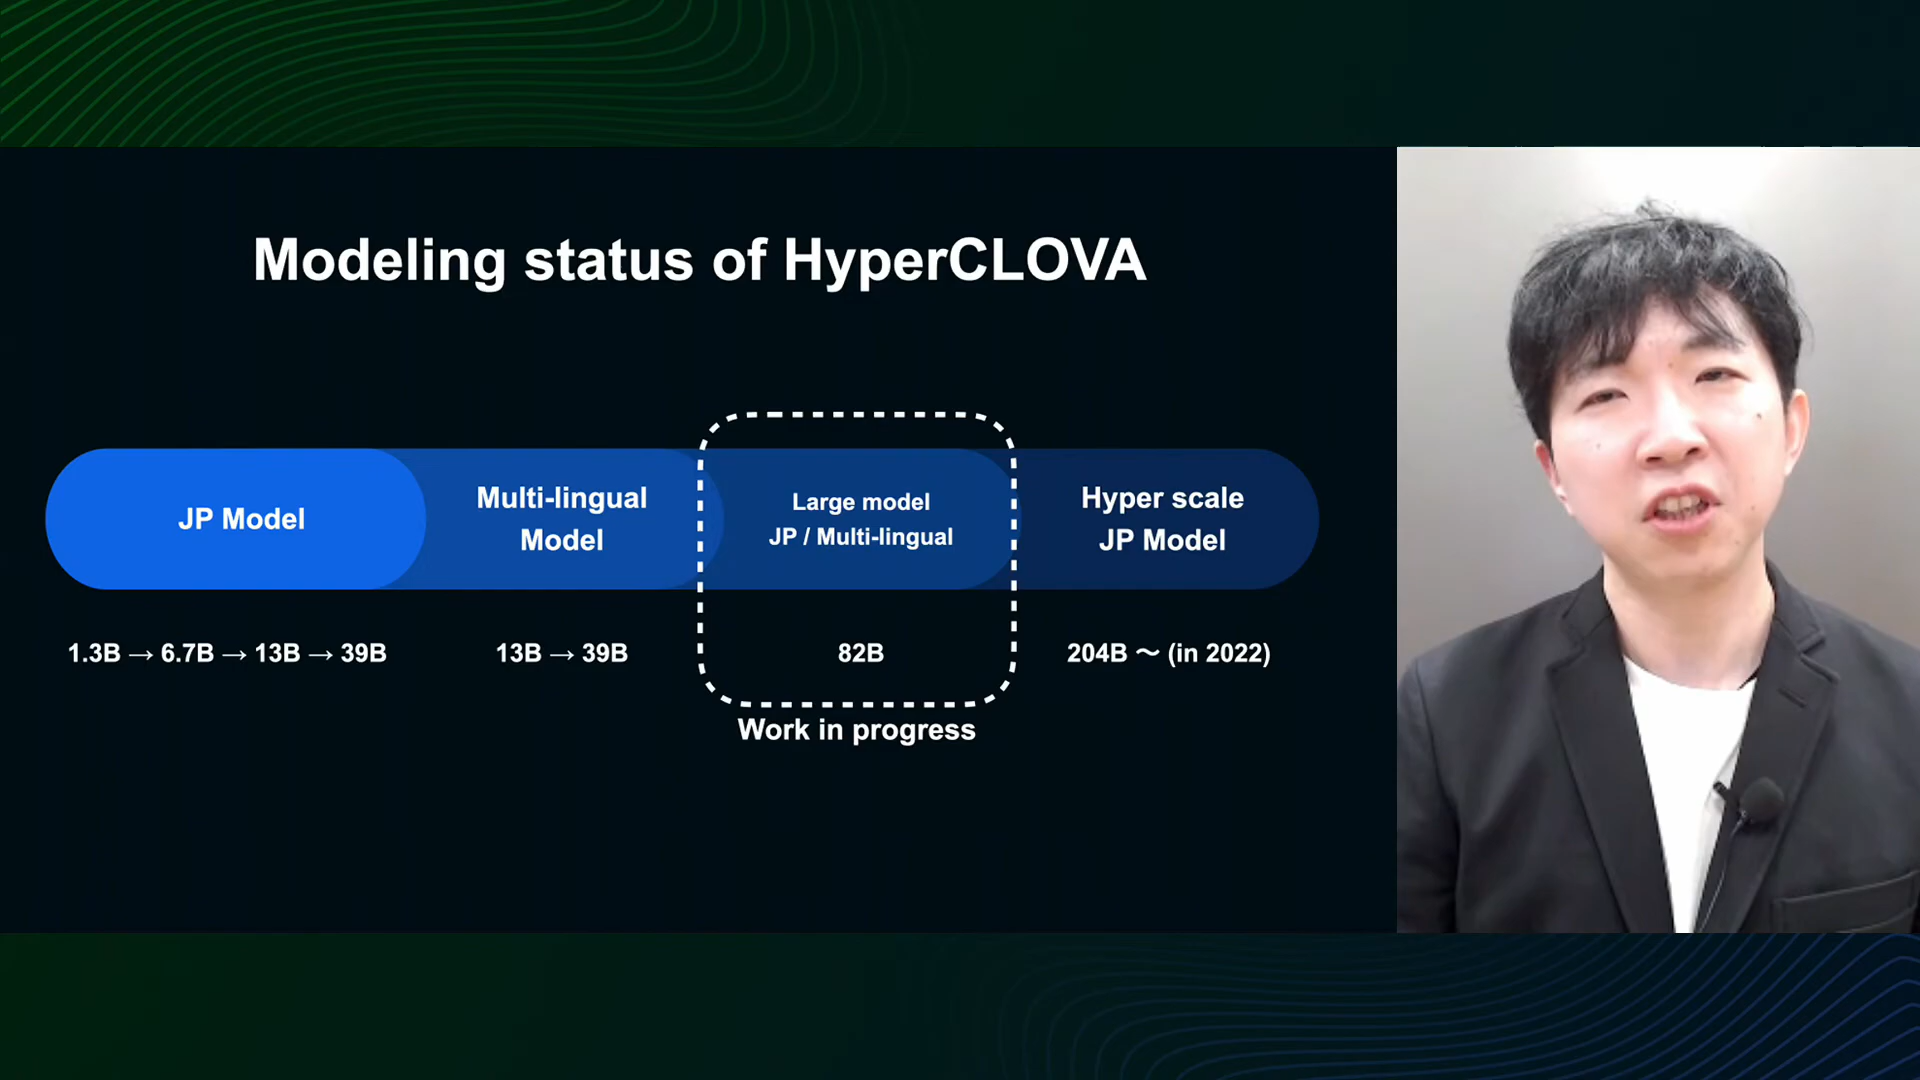 Modeling status of HyperCLOVA
JP Model
Multi-lingual
Model
Large model
JP / Multi-lingual
Hyper scale
JP Model
1.3B → 6.7B → 13B → 39B
13B → 39B
82B
204B 〜 (in 2022)
Work in progress